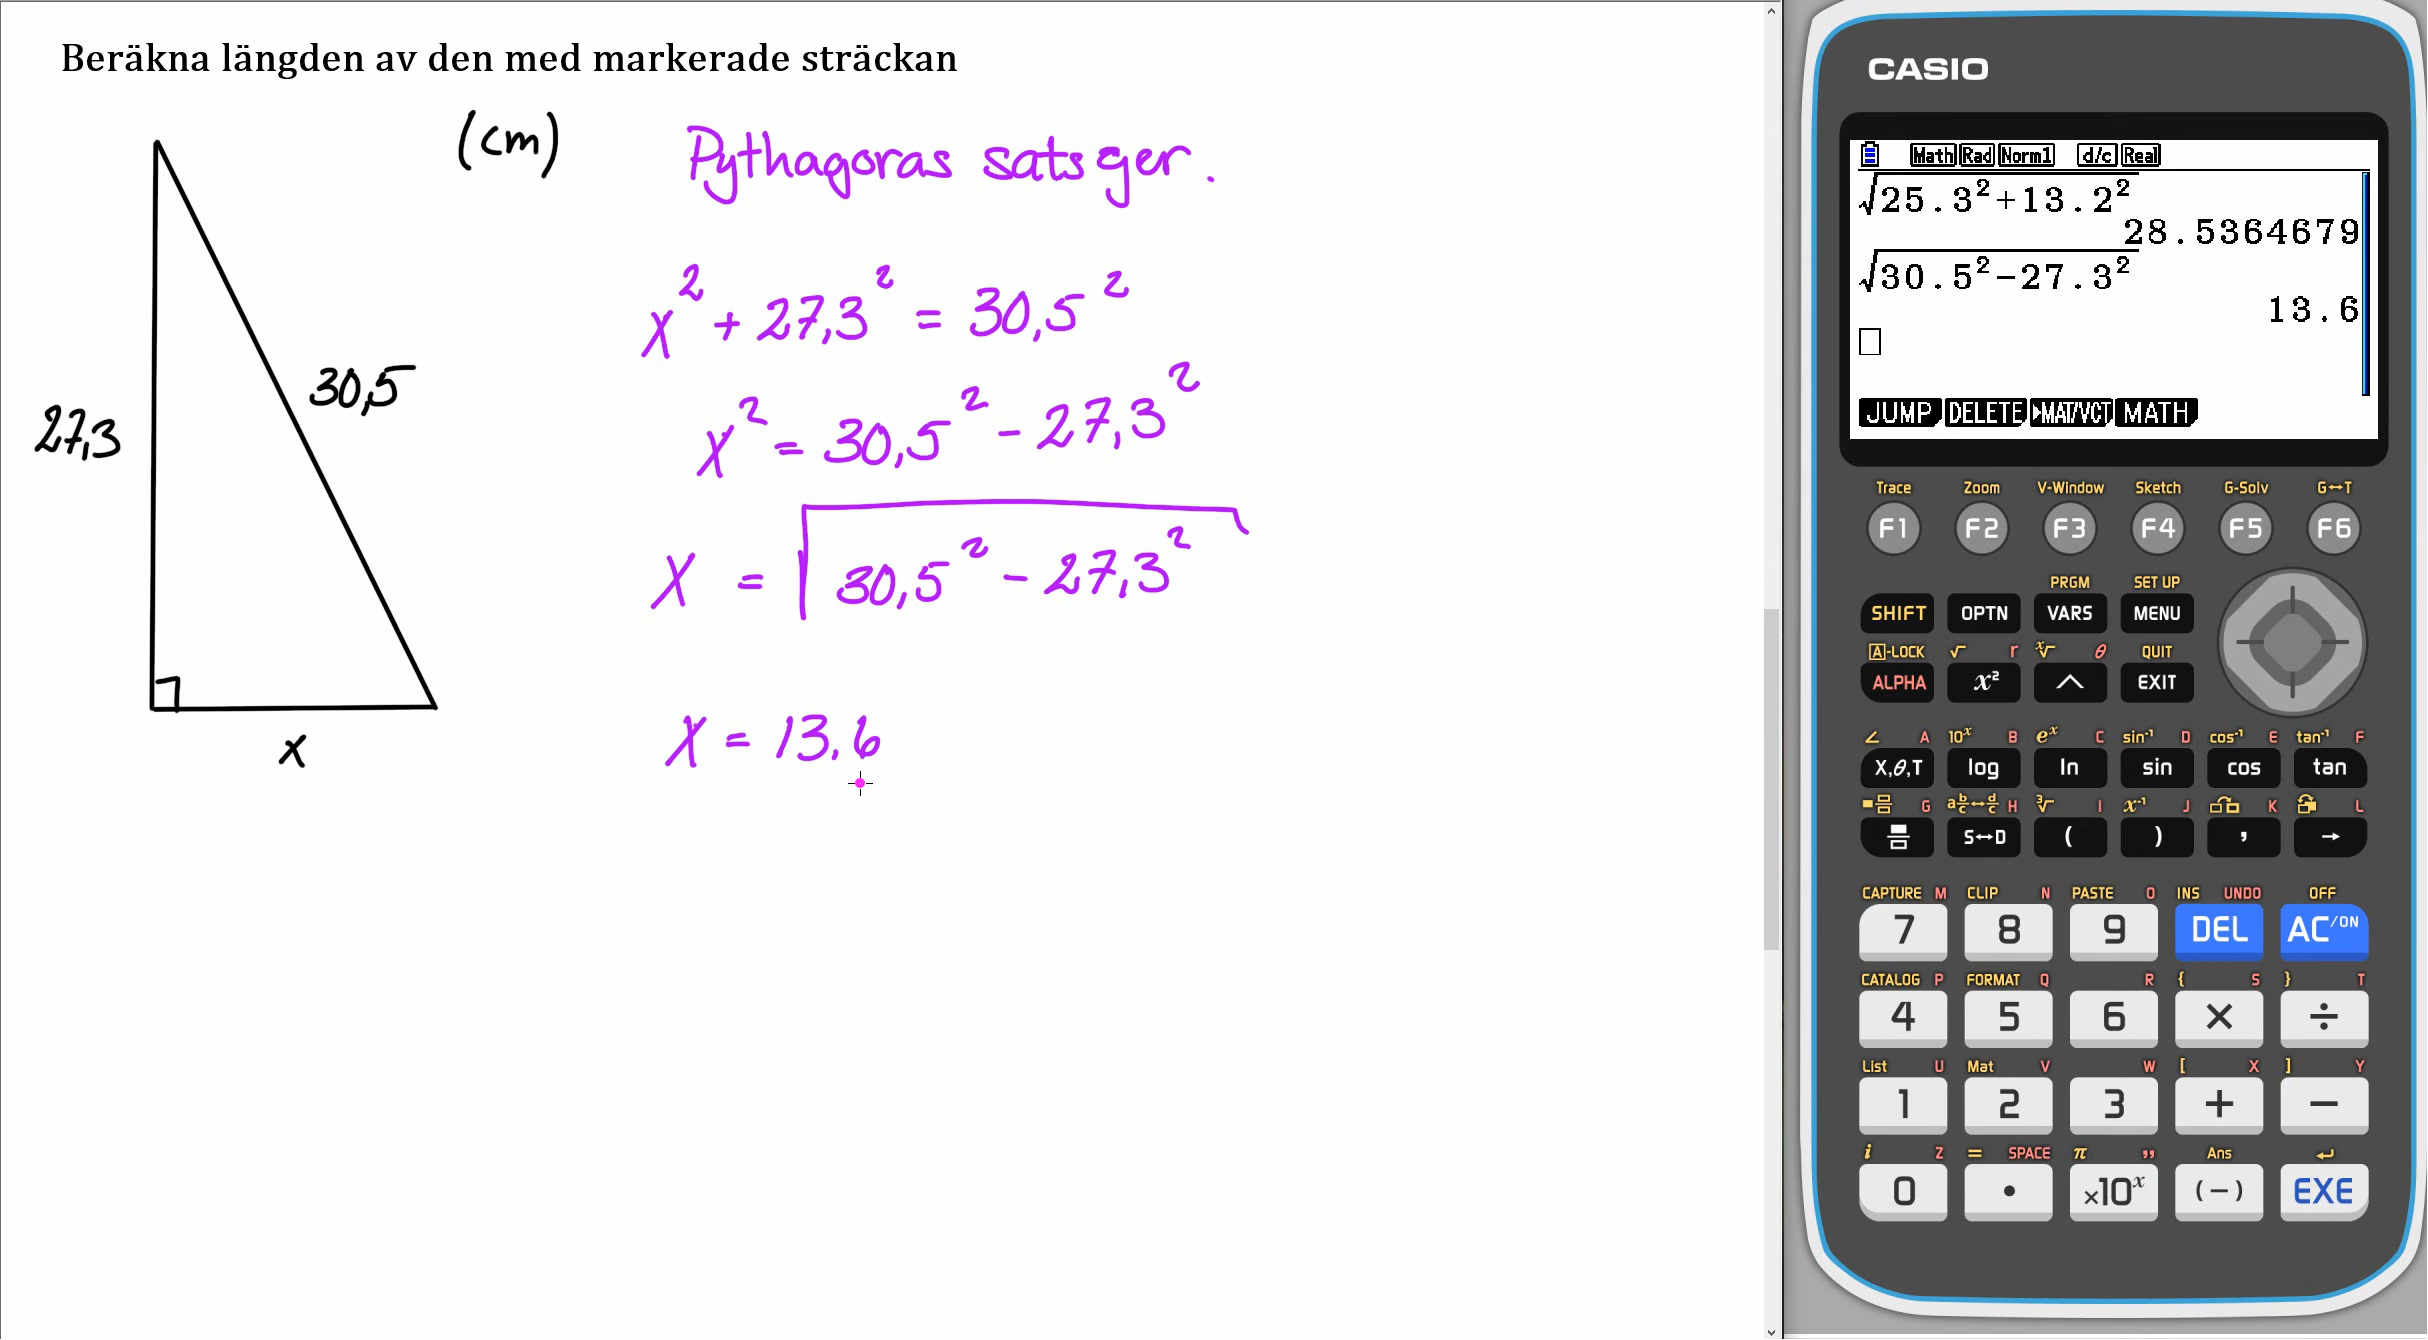 Beräkna längden av den med markerade sträckan
(cm)
27,3
30,5
x
Pythagoras sats ger.
x² + 27,3² = 30,5²
x² = 30,5² - 27,3²
x = √30,5² - 27,3²
x = 13.6
CASIO
Math Rad Norm1 d/c Real
√25.3²+13.2²
28.5364679
√30.5²-27.3²
13.6
JUMP DELETE ►MAT/VCT MATH
Trace Zoom V-Window Sketch G-Solv G↔T
F1 F2 F3 F4 F5 F6
PRGM SET UP
SHIFT OPTN VARS MENU
A-LOCK √ r ˣ√ θ QUIT
ALPHA x² ^ EXIT
∠ A 10ˣ B eˣ C sin⁻¹ D cos⁻¹ E tan⁻¹ F
X,θ,T log ln sin cos tan
G a b/c↔d/c H ³√ I x⁻¹ J K L
S↔D ( ) , →
CAPTURE M CLIP N PASTE O INS UNDO OFF
7 8 9 DEL AC/ON
CATALOG P FORMAT Q R { S } T
4 5 6 × ÷
List U Mat V W [ X ] Y
1 2 3 + −
i Z = SPACE π " Ans ↵
0 • ×10ˣ (−) EXE